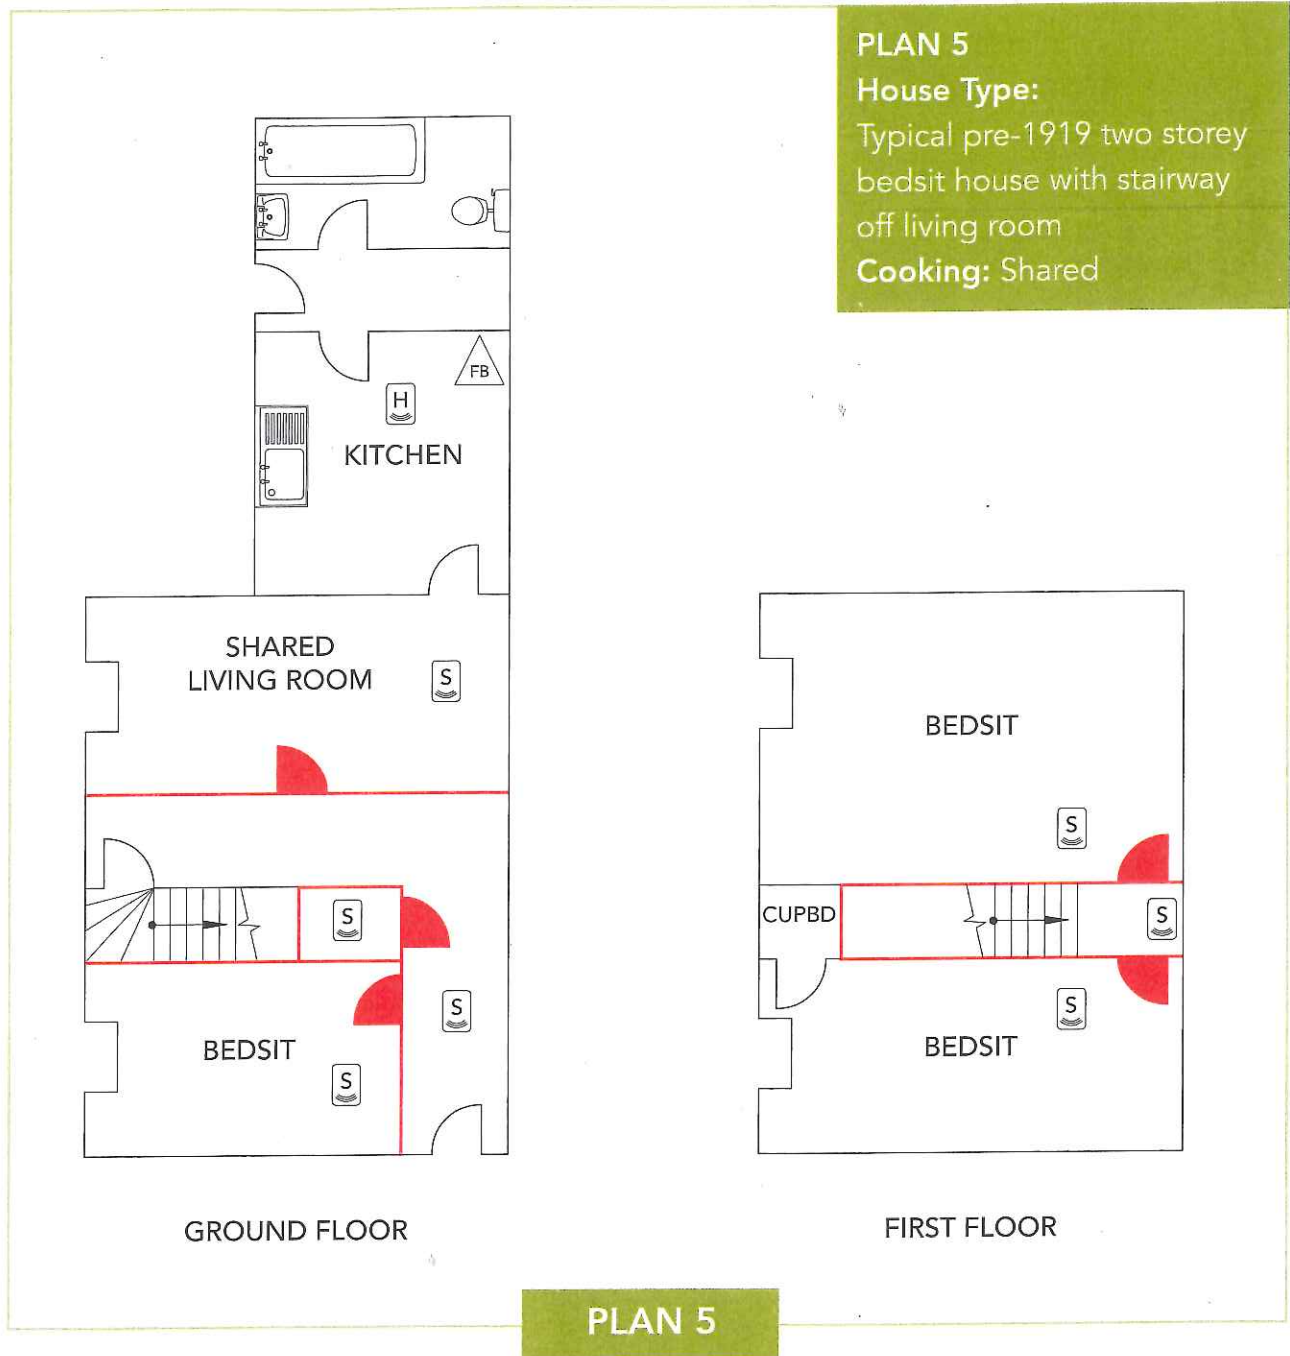 PLAN 5
House Type:
Typical pre-1919 two storey
bedsit house with stairway
off living room
Cooking: Shared
FB
H
KITCHEN
SHARED
LIVING ROOM
S
S
S
BEDSIT
S
GROUND FLOOR
BEDSIT
S
CUPBD
S
S
BEDSIT
FIRST FLOOR
PLAN 5